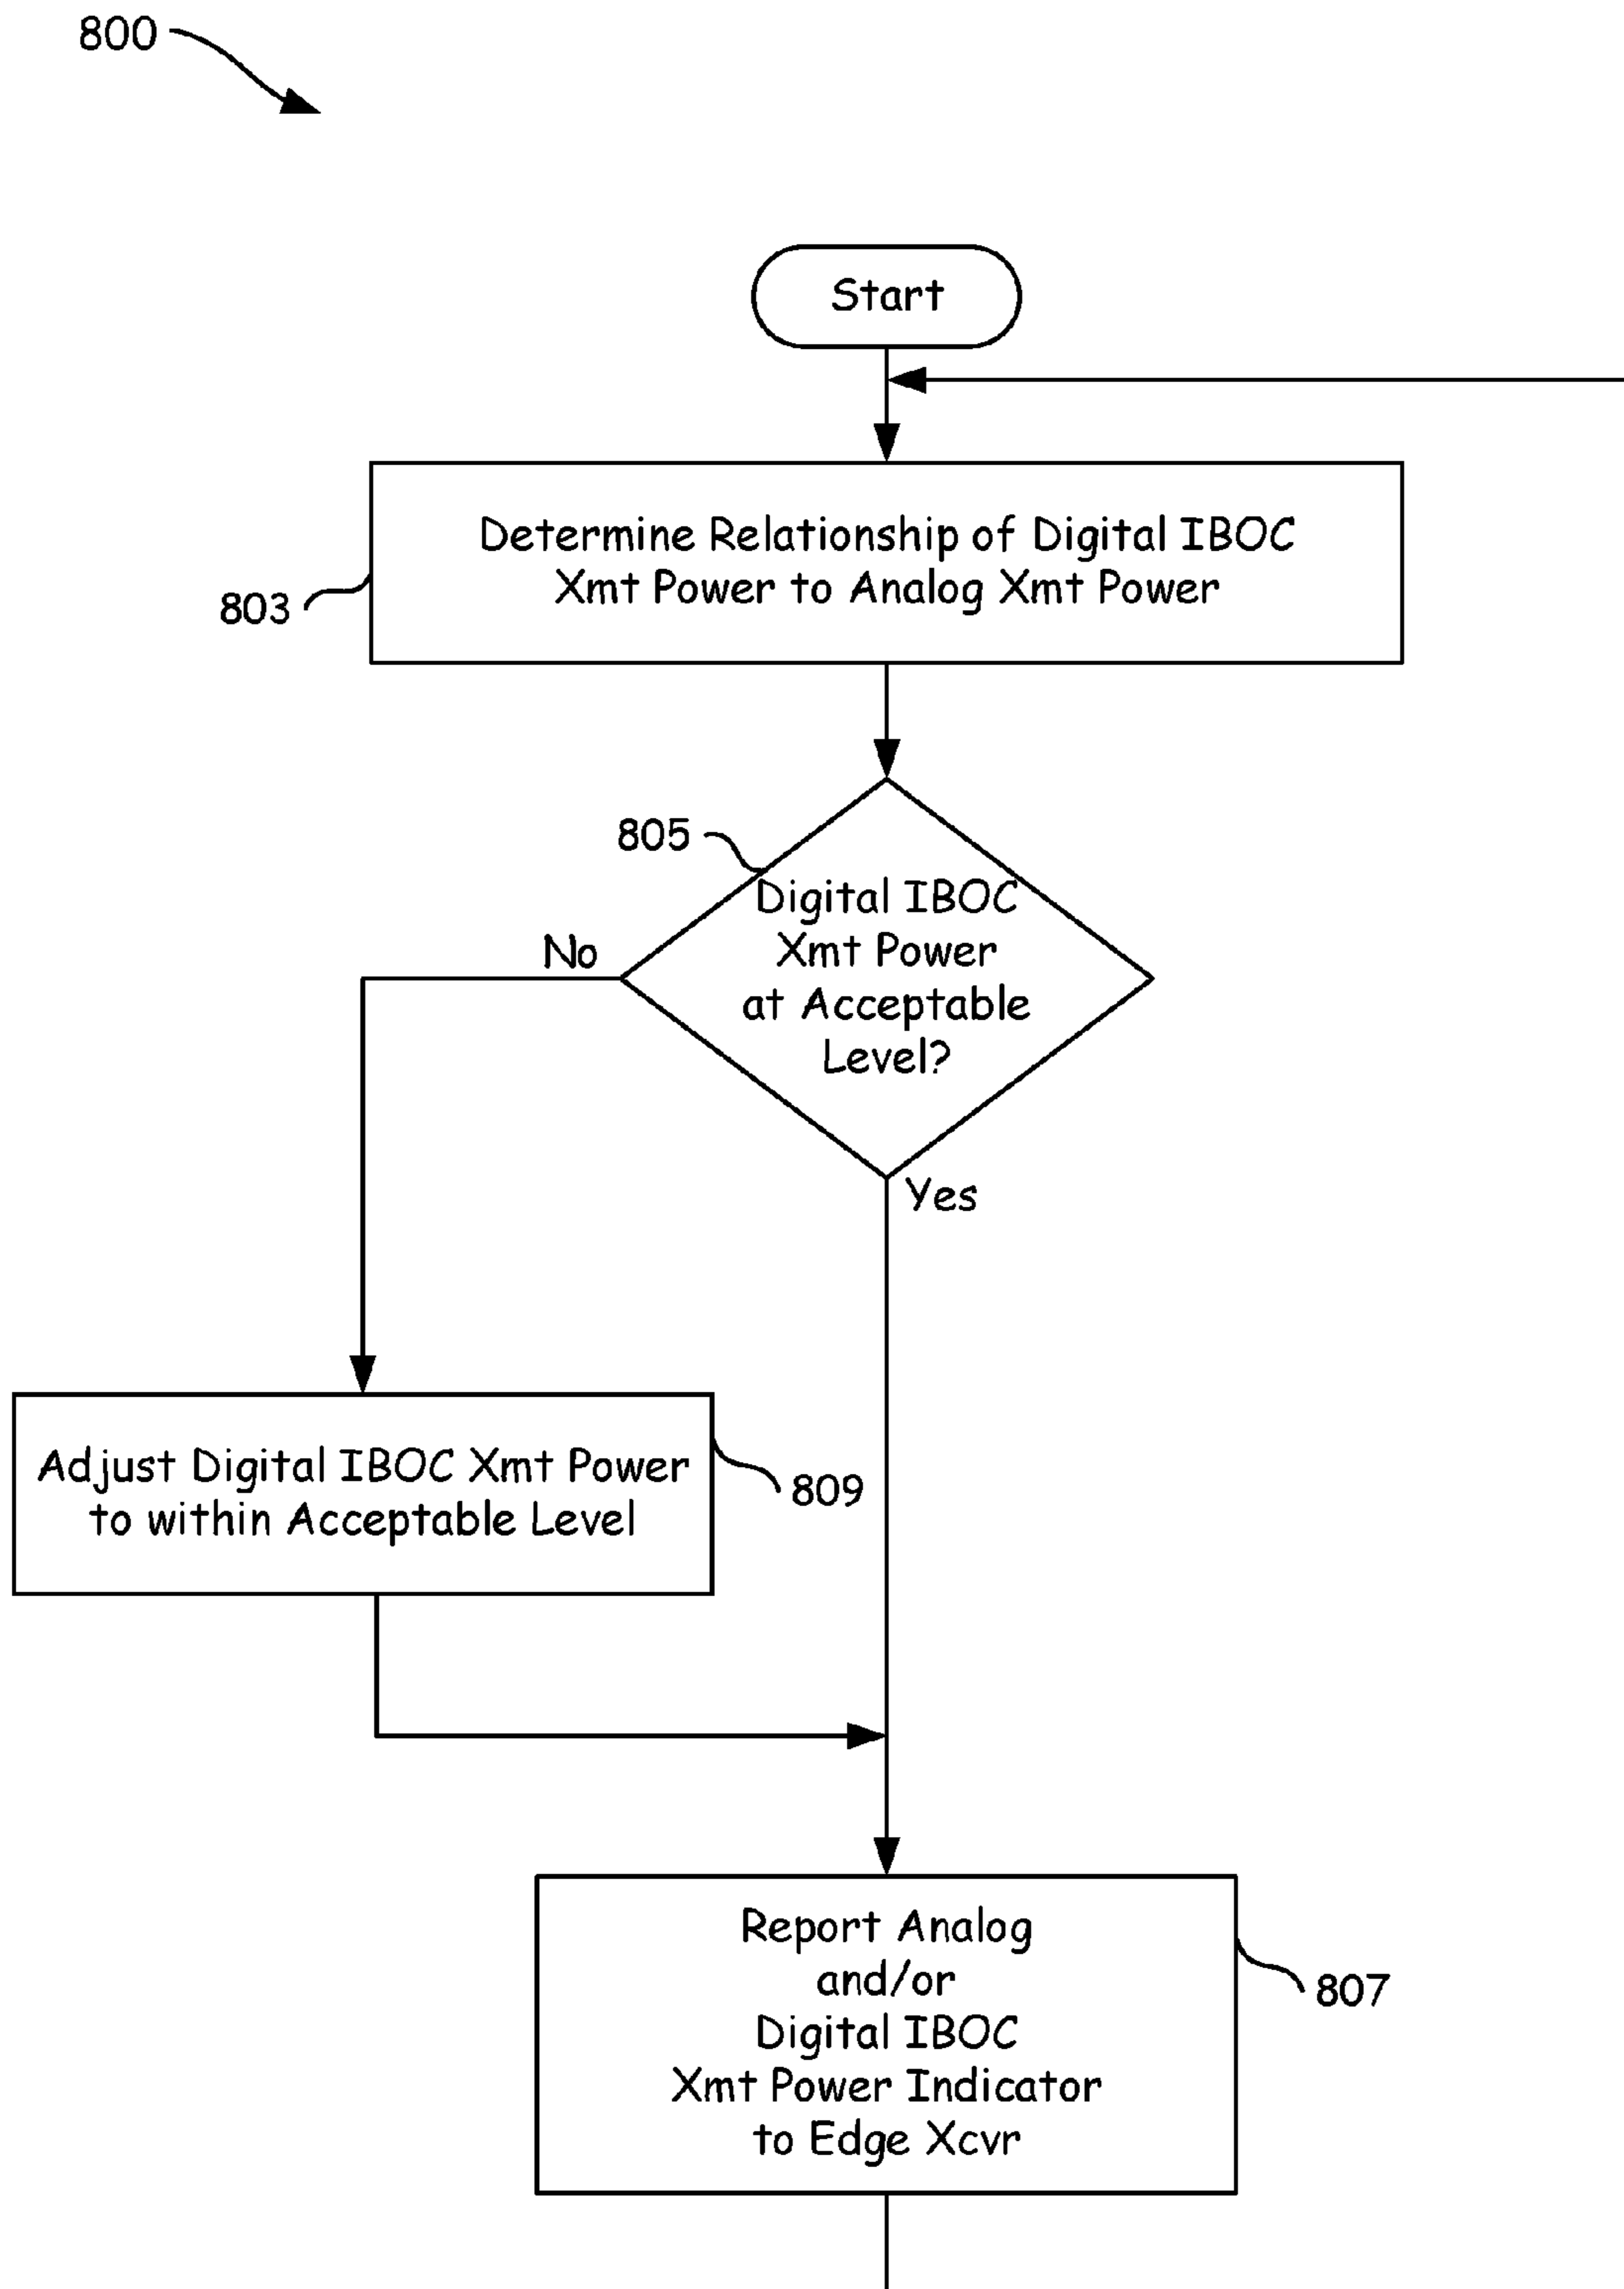 800
Start
Determine Relationship of Digital IBOC
Xmt Power to Analog Xmt Power
803
805
Digital IBOC
Xmt Power
at Acceptable
Level?
No
Yes
Adjust Digital IBOC Xmt Power
to within Acceptable Level
809
Report Analog
and/or
Digital IBOC
Xmt Power Indicator
to Edge Xcvr
807